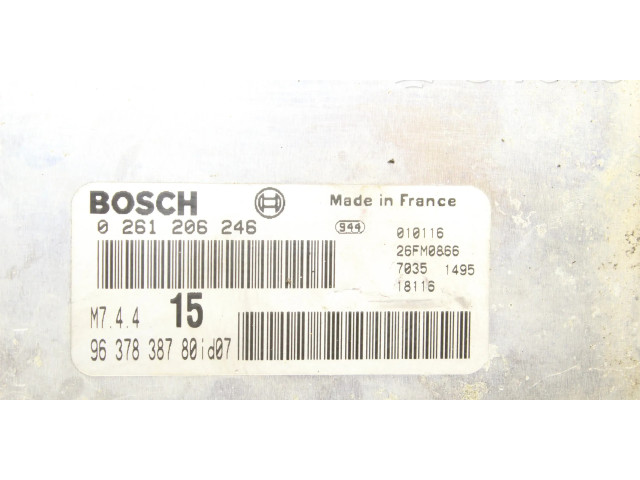 BOSCH Made in France
0 261 206 246 944 010116
26FM0866
7035 1495
18116
M7.4.4 15
96 378 387 80id07